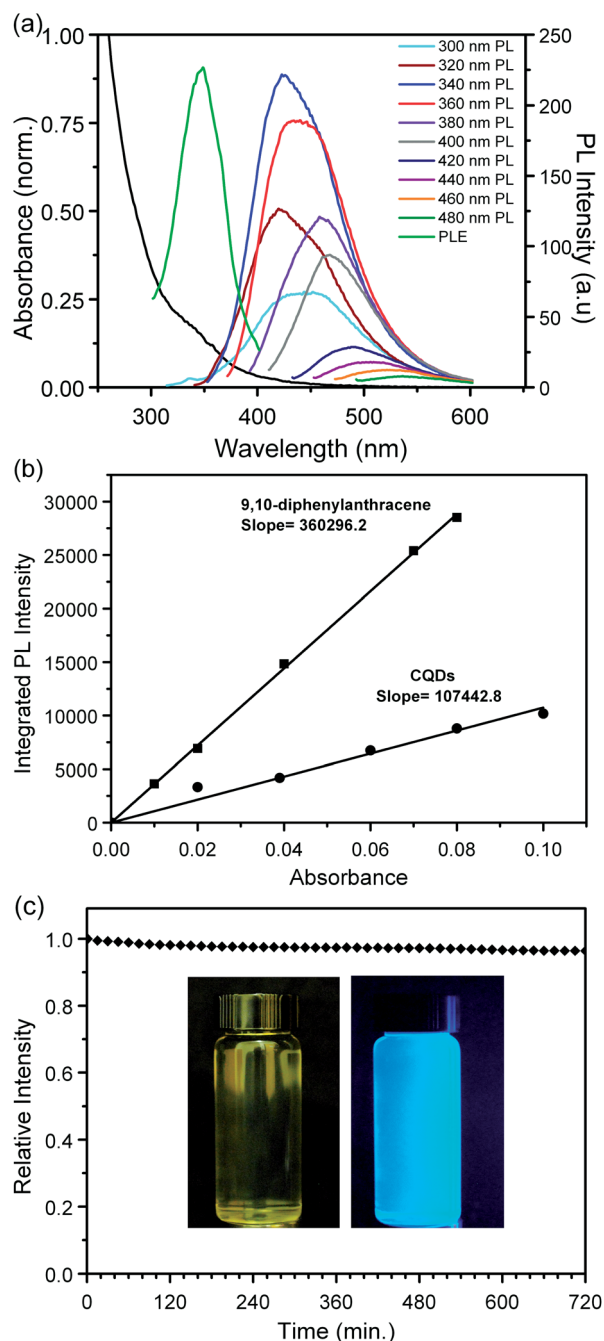 (a)
1.00
0.75
0.50
0.25
0.00
Absorbance (norm.)
250
200
150
100
50
0
PL Intensity (a.u)
300 nm PL
320 nm PL
340 nm PL
360 nm PL
380 nm PL
400 nm PL
420 nm PL
440 nm PL
460 nm PL
480 nm PL
PLE
300 400 500 600
Wavelength (nm)
(b)
30000
25000
20000
15000
10000
5000
0
Integrated PL Intensity
9,10-diphenylanthracene
Slope= 360296.2
CQDs
Slope= 107442.8
0.00 0.02 0.04 0.06 0.08 0.10
Absorbance
(c)
1.0
0.8
0.6
0.4
0.2
0.0
Relative Intensity
0 120 240 360 480 600 720
Time (min.)